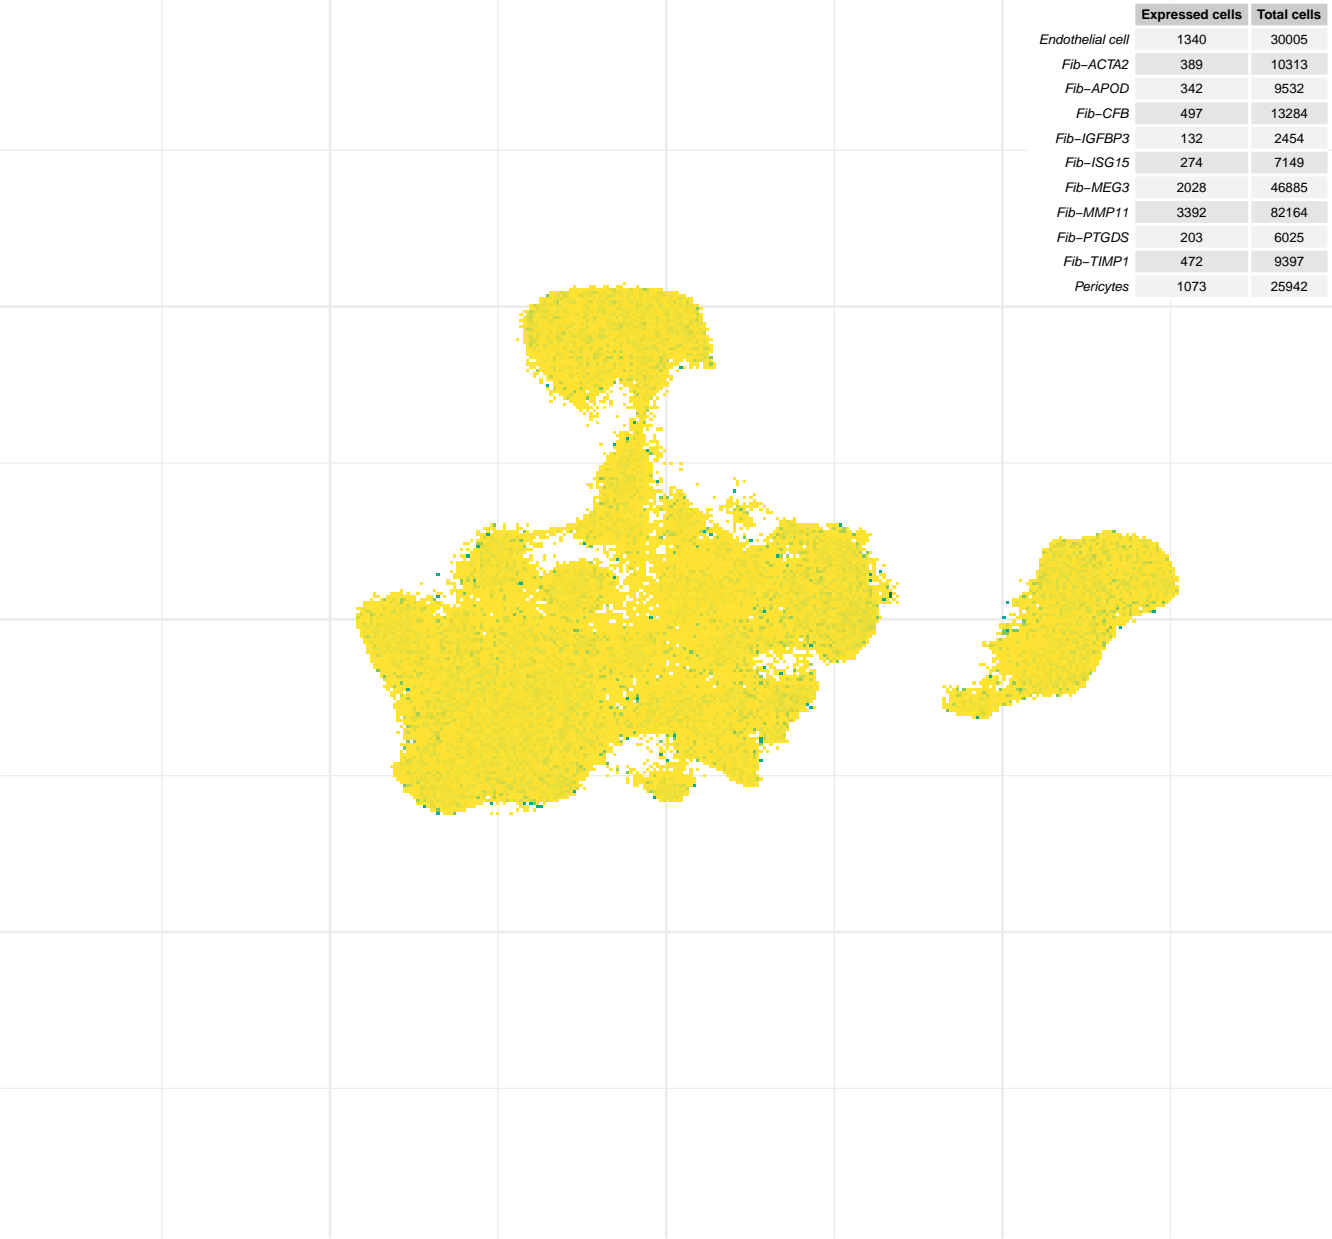 Expressed cells Total cells
Endothelial cell 1340 30005
Fib−ACTA2 389 10313
Fib−APOD 342 9532
Fib−CFB 497 13284
Fib−IGFBP3 132 2454
Fib−ISG15 274 7149
Fib−MEG3 2028 46885
Fib−MMP11 3392 82164
Fib−PTGDS 203 6025
Fib−TIMP1 472 9397
Pericytes 1073 25942